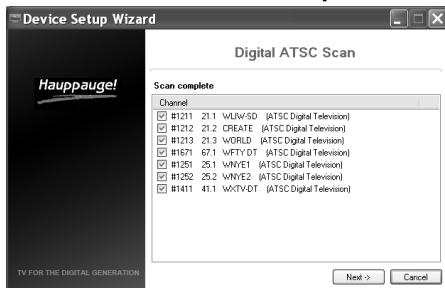 Device Setup Wizard
Digital ATSC Scan
Hauppauge!
Scan complete
Channel
#1211 21.1 WLIW-SD (ATSC Digital Television)
#1212 21.2 CREATE (ATSC Digital Television)
#1213 21.3 WORLD (ATSC Digital Television)
#1671 67.1 WFTY DT (ATSC Digital Television)
#1251 25.1 WNYE1 (ATSC Digital Television)
#1252 25.2 WNYE2 (ATSC Digital Television)
#1411 41.1 WXTV-DT (ATSC Digital Television)
TV FOR THE DIGITAL GENERATION
Next ->
Cancel